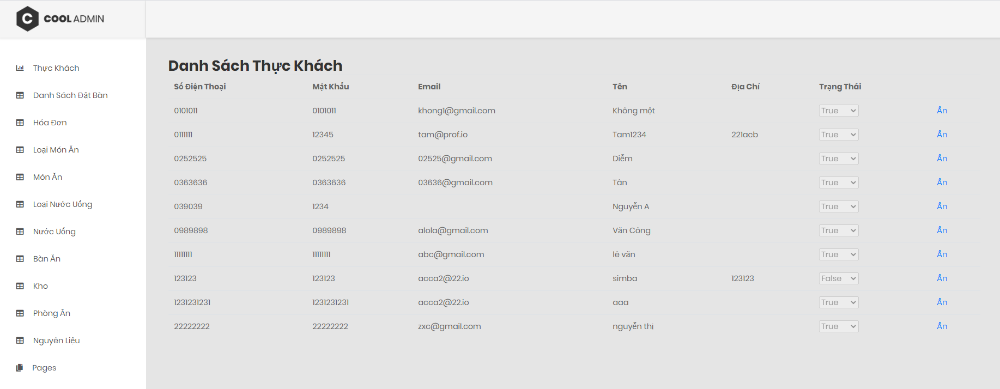 C COOL ADMIN
Thực Khách
Danh Sách Đặt Bàn
Hóa Đơn
Loại Món Ăn
Món Ăn
Loại Nước Uống
Nước Uống
Bàn Ăn
Kho
Phòng Ăn
Nguyên Liệu
Pages
Danh Sách Thực Khách
Số Điện Thoại Mật Khẩu Email Tên Địa Chỉ Trạng Thái
0101011 0101011 khong1@gmail.com Không một True Ẩn
0111111 12345 tam@prof.io Tam1234 221acb True Ẩn
0252525 0252525 02525@gmail.com Diễm True Ẩn
0363636 0363636 03636@gmail.com Tân True Ẩn
039039 1234 Nguyễn A True Ẩn
0989898 0989898 alola@gmail.com Văn Công True Ẩn
11111111 11111111 abc@gmail.com lê văn True Ẩn
123123 123123 acca2@22.io simba 123123 False Ẩn
1231231231 1231231231 acca2@22.io aaa True Ẩn
22222222 22222222 zxc@gmail.com nguyễn thị True Ẩn